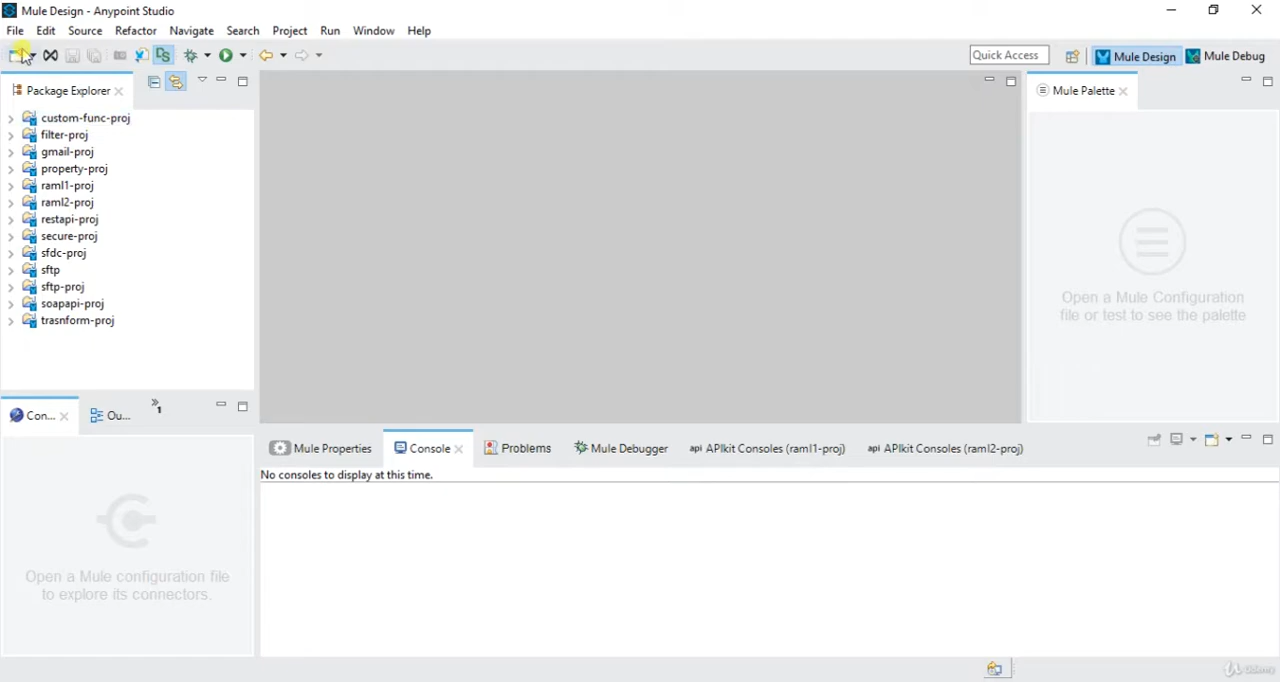 Mule Design - Anypoint Studio
File Edit Source Refactor Navigate Search Project Run Window Help
DS
Quick Access
Mule Design
Mule Debug
Package Explorer
custom-func-proj
filter-proj
gmail-proj
property-proj
raml1-proj
raml2-proj
restapi-proj
secure-proj
sfdc-proj
sftp
sftp-proj
soapapi-proj
trasnform-proj
Mule Palette
Open a Mule Configuration
file or test to see the palette
Con...
Ou...
1
Open a Mule configuration file
to explore its connectors.
Mule Properties
Console
Problems
Mule Debugger
api APIkit Consoles (raml1-proj)
api APIkit Consoles (raml2-proj)
No consoles to display at this time.
Udemy